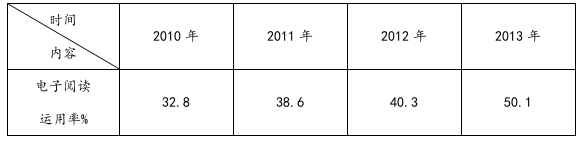 时间
内容
2010 年
2011 年
2012 年
2013 年
电子阅读
运用率%
32.8
38.6
40.3
50.1